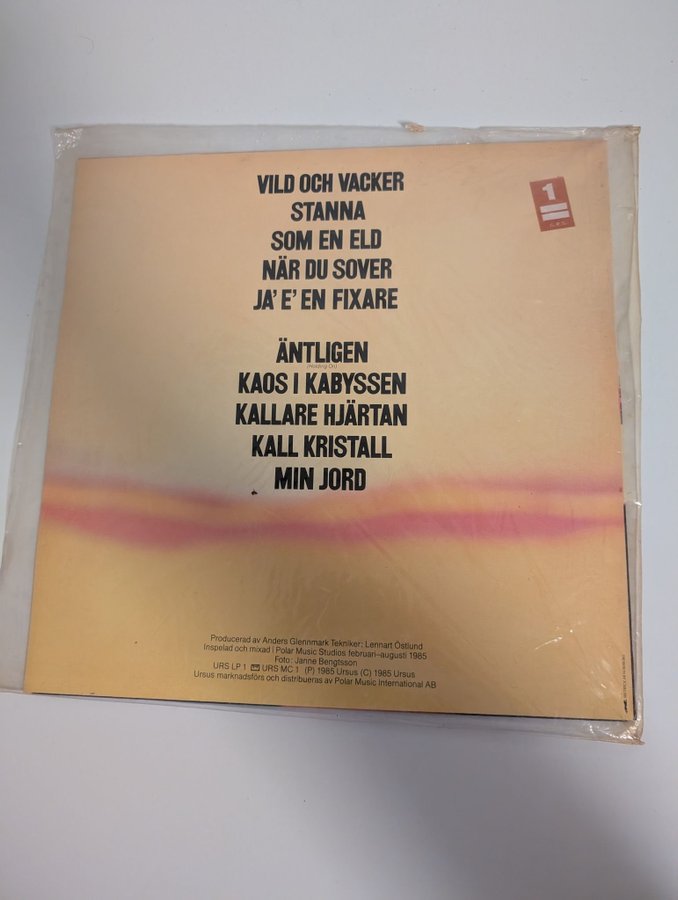 VILD OCH VACKER
STANNA
SOM EN ELD
NÄR DU SOVER
JA' E' EN FIXARE
1
ÄNTLIGEN
(Holding On)
KAOS I KABYSSEN
KALLARE HJÄRTAN
KALL KRISTALL
MIN JORD
Producerad av Anders Glenmark Tekniker: Lennart Östlund
Inspelad och mixad i Polar Music Studios februari–augusti 1985
Foto: Janne Bengtsson
URS LP 1 URS MC 1 (P) 1985 Ursus (C) 1985 Ursus
Ursus marknadsförs och distribueras av Polar Music International AB